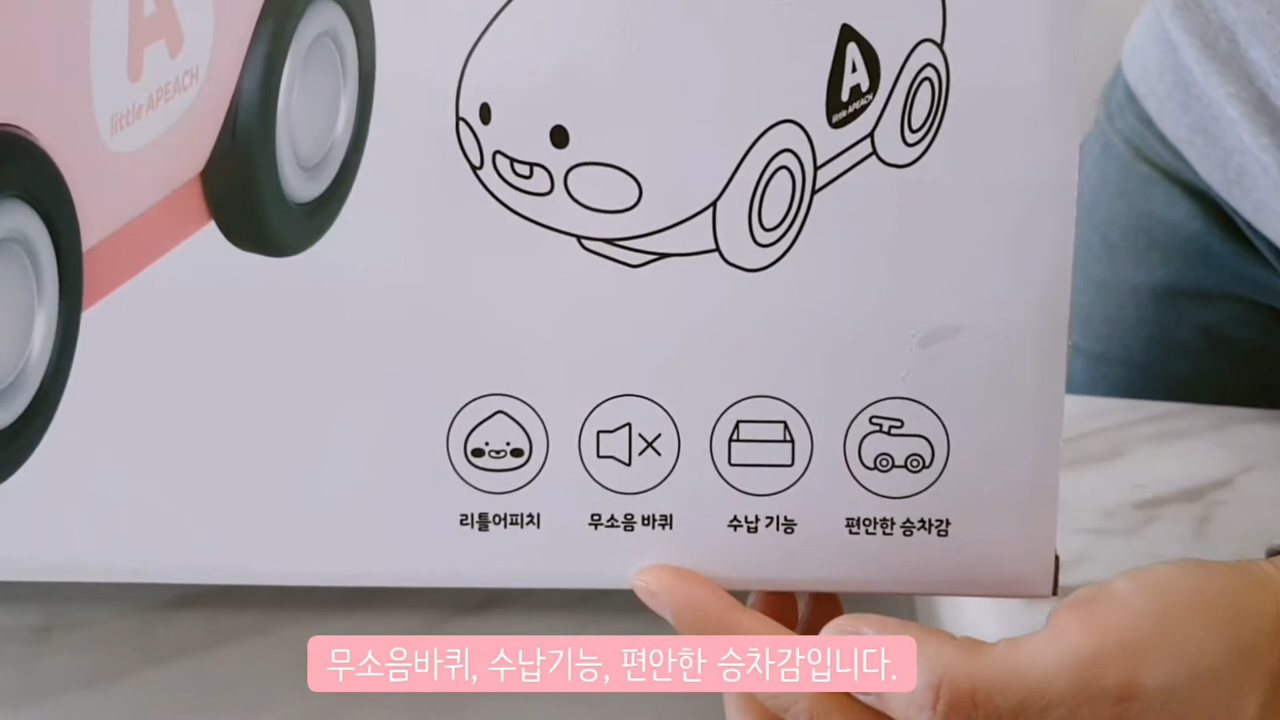 A
little APEACH
A
little APEACH
리틀어피치
무소음 바퀴
수납 기능
편안한 승차감
무소음바퀴, 수납기능, 편안한 승차감입니다.